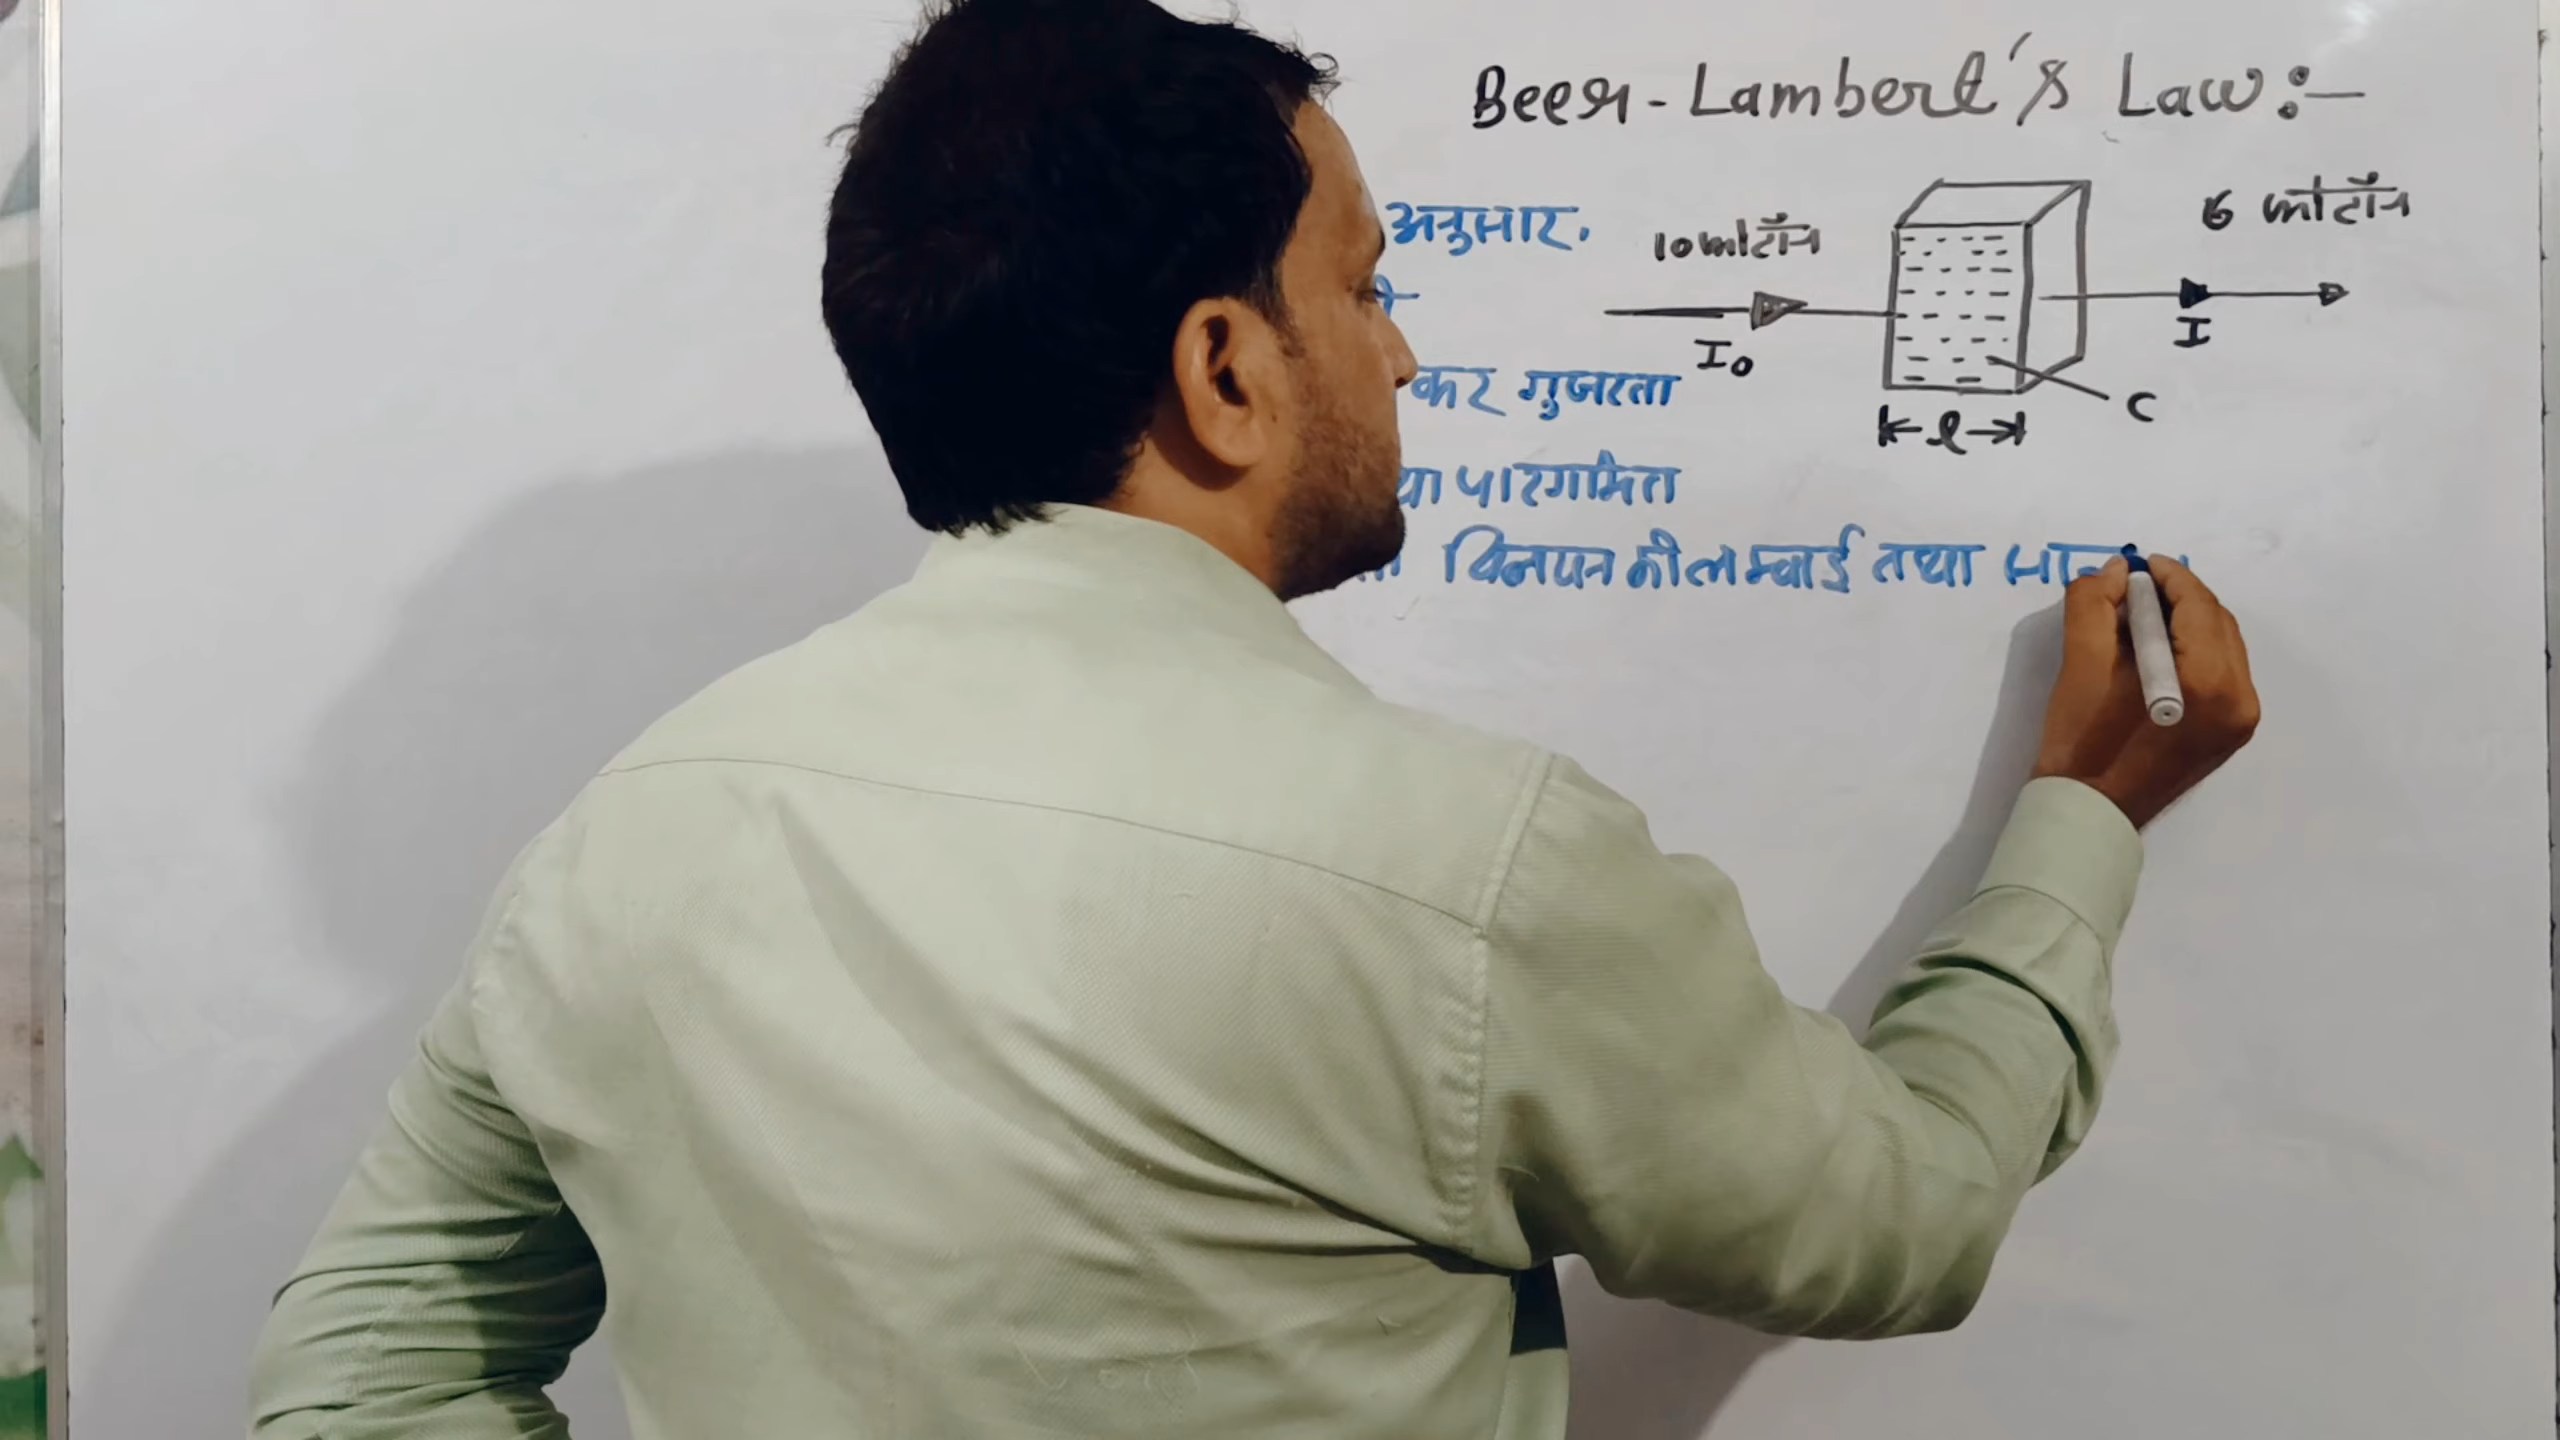 Beer-Lambert's Law :-
अनुसार,
10 फोटॉन
6 फोटॉन
I₀
I
C
l
कर गुजरता
पारगमित
विलयन की लम्बाई तथा